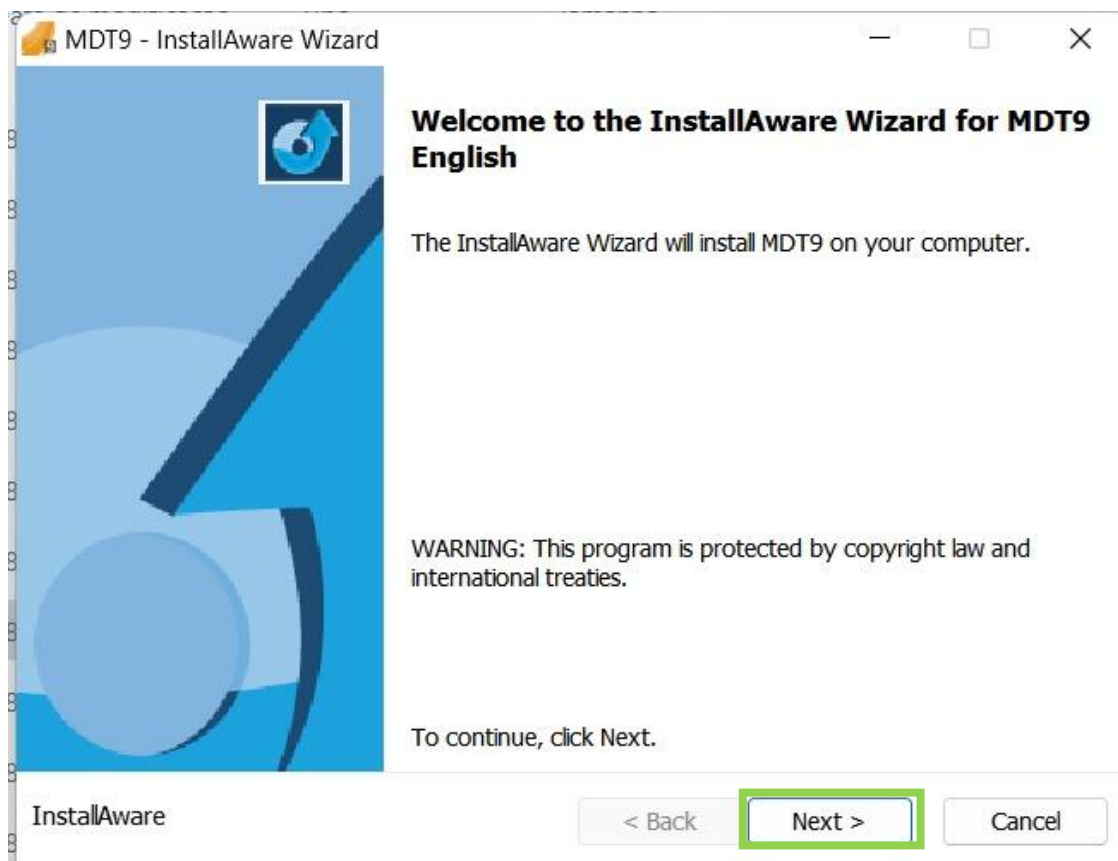 MDT9 - InstallAware Wizard
Welcome to the InstallAware Wizard for MDT9
English
The InstallAware Wizard will install MDT9 on your computer.
WARNING: This program is protected by copyright law and
international treaties.
To continue, click Next.
InstallAware
< Back
Next >
Cancel